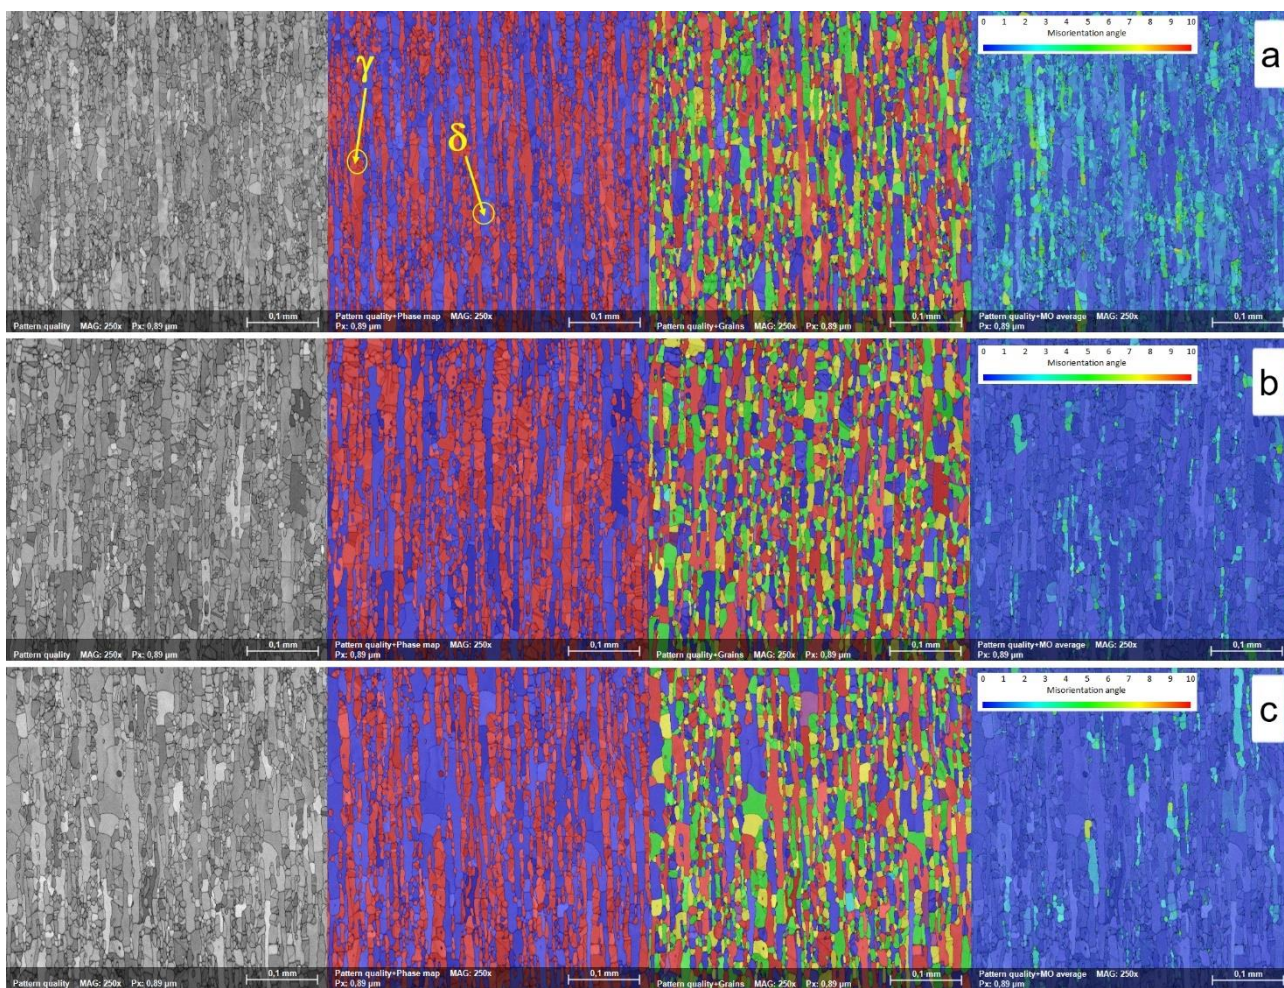 0 1 2 3 4 5 6 7 8 9 10
Misorientation angle
a
γ
δ
Pattern quality MAG: 250x Px: 0,89 µm 0,1 mm
Pattern quality+Phase map MAG: 250x 0,1 mm
Px: 0,89 µm
Pattern quality+Grains MAG: 250x 0,1 mm
Px: 0,89 µm
Pattern quality+MO average MAG: 250x 0,1 mm
Px: 0,89 µm
0 1 2 3 4 5 6 7 8 9 10
Misorientation angle
b
Pattern quality MAG: 250x Px: 0,89 µm 0,1 mm
Pattern quality+Phase map MAG: 250x 0,1 mm
Px: 0,89 µm
Pattern quality+Grains MAG: 250x 0,1 mm
Px: 0,89 µm
Pattern quality+MO average MAG: 250x 0,1 mm
Px: 0,89 µm
0 1 2 3 4 5 6 7 8 9 10
Misorientation angle
c
Pattern quality MAG: 250x Px: 0,89 µm 0,1 mm
Pattern quality+Phase map MAG: 250x 0,1 mm
Px: 0,89 µm
Pattern quality+Grains MAG: 250x 0,1 mm
Px: 0,89 µm
Pattern quality+MO average MAG: 250x 0,1 mm
Px: 0,89 µm